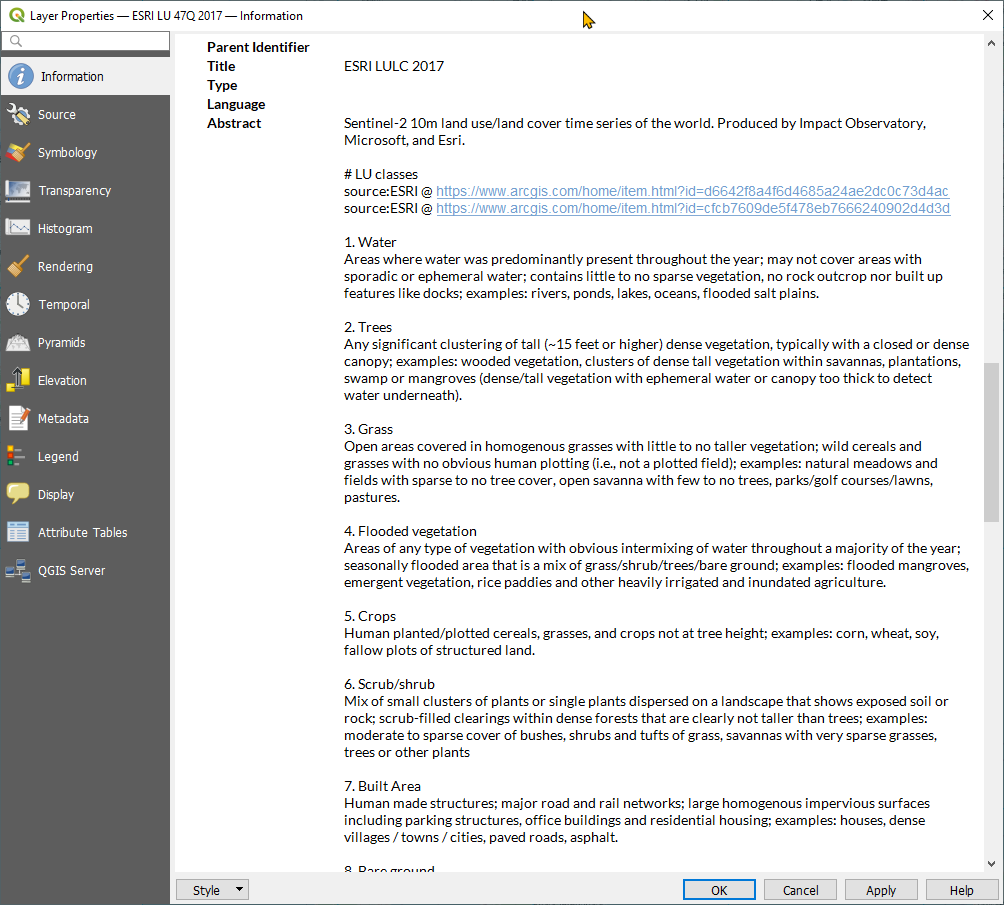 Layer Properties — ESRI LU 47Q 2017 — Information
Information
Source
Symbology
Transparency
Histogram
Rendering
Temporal
Pyramids
Elevation
Metadata
Legend
Display
Attribute Tables
QGIS Server
Parent Identifier
Title ESRI LULC 2017
Type
Language
Abstract Sentinel-2 10m land use/land cover time series of the world. Produced by Impact Observatory,
Microsoft, and Esri.
# LU classes
source:ESRI @ https://www.arcgis.com/home/item.html?id=d6642f8a4f6d4685a24ae2dc0c73d4ac
source:ESRI @ https://www.arcgis.com/home/item.html?id=cfcb7609de5f478eb7666240902d4d3d
1. Water
Areas where water was predominantly present throughout the year; may not cover areas with
sporadic or ephemeral water; contains little to no sparse vegetation, no rock outcrop nor built up
features like docks; examples: rivers, ponds, lakes, oceans, flooded salt plains.
2. Trees
Any significant clustering of tall (~15 feet or higher) dense vegetation, typically with a closed or dense
canopy; examples: wooded vegetation, clusters of dense tall vegetation within savannas, plantations,
swamp or mangroves (dense/tall vegetation with ephemeral water or canopy too thick to detect
water underneath).
3. Grass
Open areas covered in homogenous grasses with little to no taller vegetation; wild cereals and
grasses with no obvious human plotting (i.e., not a plotted field); examples: natural meadows and
fields with sparse to no tree cover, open savanna with few to no trees, parks/golf courses/lawns,
pastures.
4. Flooded vegetation
Areas of any type of vegetation with obvious intermixing of water throughout a majority of the year;
seasonally flooded area that is a mix of grass/shrub/trees/bare ground; examples: flooded mangroves,
emergent vegetation, rice paddies and other heavily irrigated and inundated agriculture.
5. Crops
Human planted/plotted cereals, grasses, and crops not at tree height; examples: corn, wheat, soy,
fallow plots of structured land.
6. Scrub/shrub
Mix of small clusters of plants or single plants dispersed on a landscape that shows exposed soil or
rock; scrub-filled clearings within dense forests that are clearly not taller than trees; examples:
moderate to sparse cover of bushes, shrubs and tufts of grass, savannas with very sparse grasses,
trees or other plants
7. Built Area
Human made structures; major road and rail networks; large homogenous impervious surfaces
including parking structures, office buildings and residential housing; examples: houses, dense
villages / towns / cities, paved roads, asphalt.
8. Bare ground
Style OK Cancel Apply Help